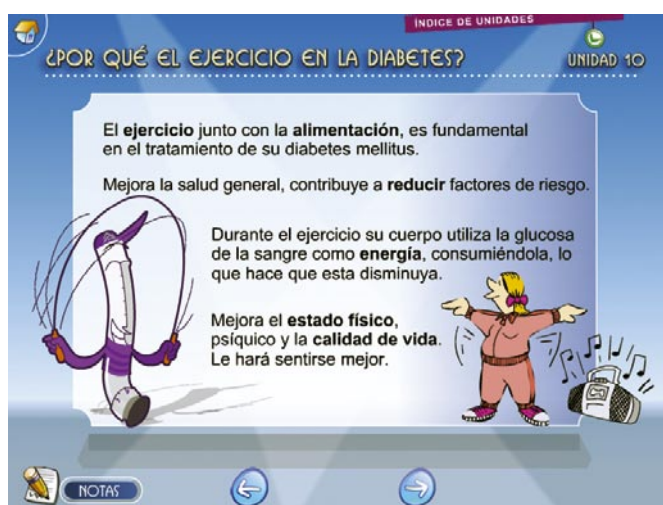 ÍNDICE DE UNIDADES
¿POR QUÉ EL EJERCICIO EN LA DIABETES?
UNIDAD 10
El ejercicio junto con la alimentación, es fundamental
en el tratamiento de su diabetes mellitus.
Mejora la salud general, contribuye a reducir factores de riesgo.
Durante el ejercicio su cuerpo utiliza la glucosa
de la sangre como energía, consumiéndola, lo
que hace que esta disminuya.
Mejora el estado físico,
psíquico y la calidad de vida.
Le hará sentirse mejor.
NOTAS